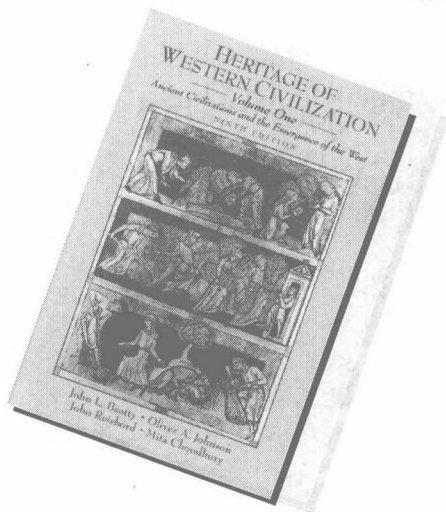 HERITAGE OF
WESTERN CIVILIZATION
Volume One
Ancient Civilizations and the Emergence of the West
NINTH EDITION
John L. Beatty • Oliver A. Johnson
John Reisbord • Mita Choudhury